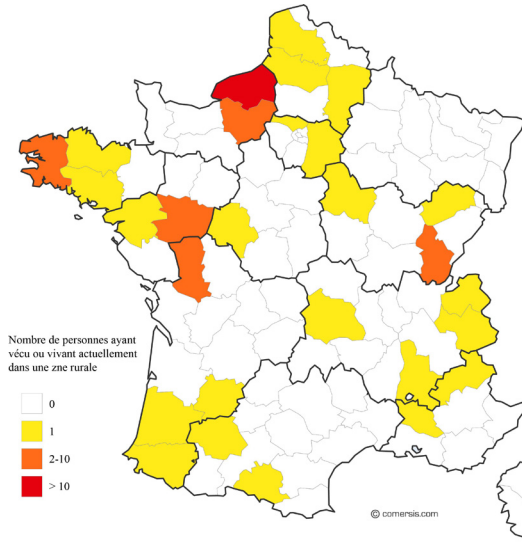 Nombre de personnes ayant
vécu ou vivant actuellement
dans une zne rurale
0
1
2-10
> 10
© comersis.com